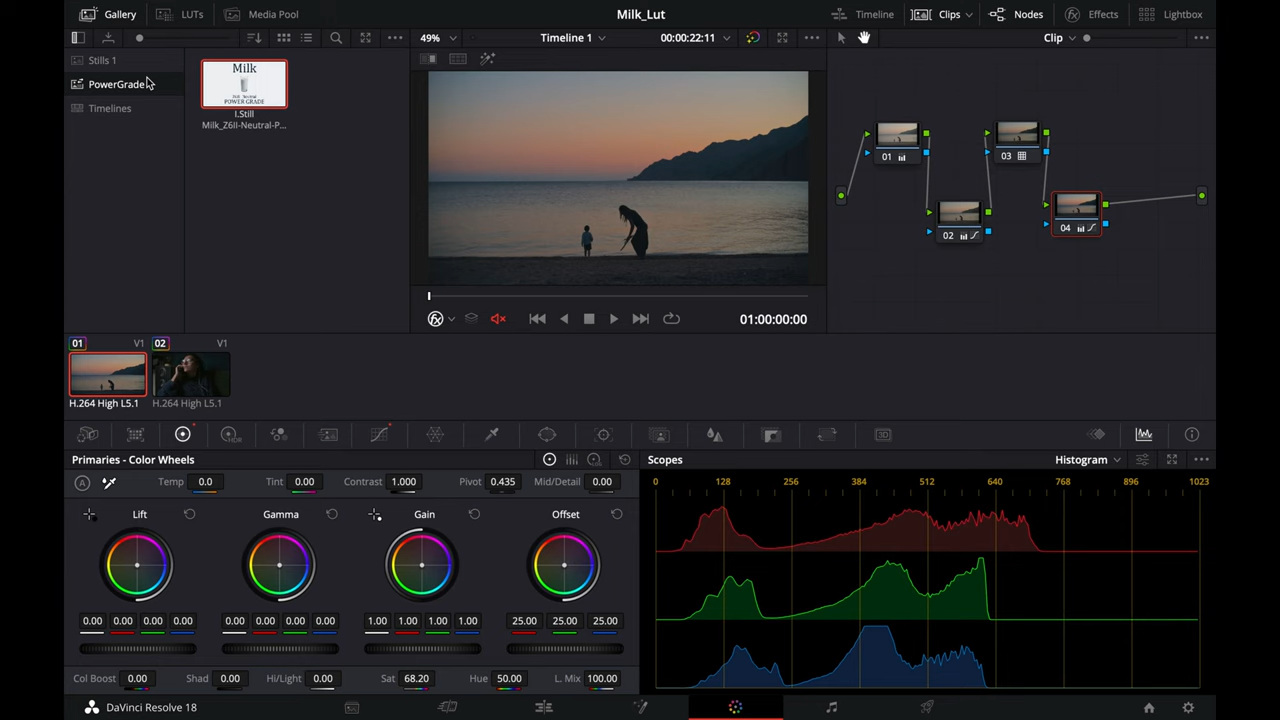 Gallery
LUTs
Media Pool
Milk_Lut
Timeline
Clips
Nodes
Effects
Lightbox
49%
Timeline 1
00:00:22:11
Clip
Stills 1
PowerGrade
Timelines
Milk
POWER GRADE
I.Still
Milk_Z6II-Neutral-P...
01
02
03
04
01:00:00:00
01
V1
02
V1
H.264 High L5.1
H.264 High L5.1
Primaries - Color Wheels
Scopes
Histogram
Temp
0.0
Tint
0.00
Contrast
1.000
Pivot
0.435
Mid/Detail
0.00
0
128
256
384
512
640
768
896
1023
Lift
Gamma
Gain
Offset
0.00 0.00 0.00 0.00
0.00 0.00 0.00 0.00
1.00 1.00 1.00 1.00
25.00 25.00 25.00
Col Boost
0.00
Shad
0.00
Hi/Light
0.00
Sat
68.20
Hue
50.00
L. Mix
100.00
DaVinci Resolve 18